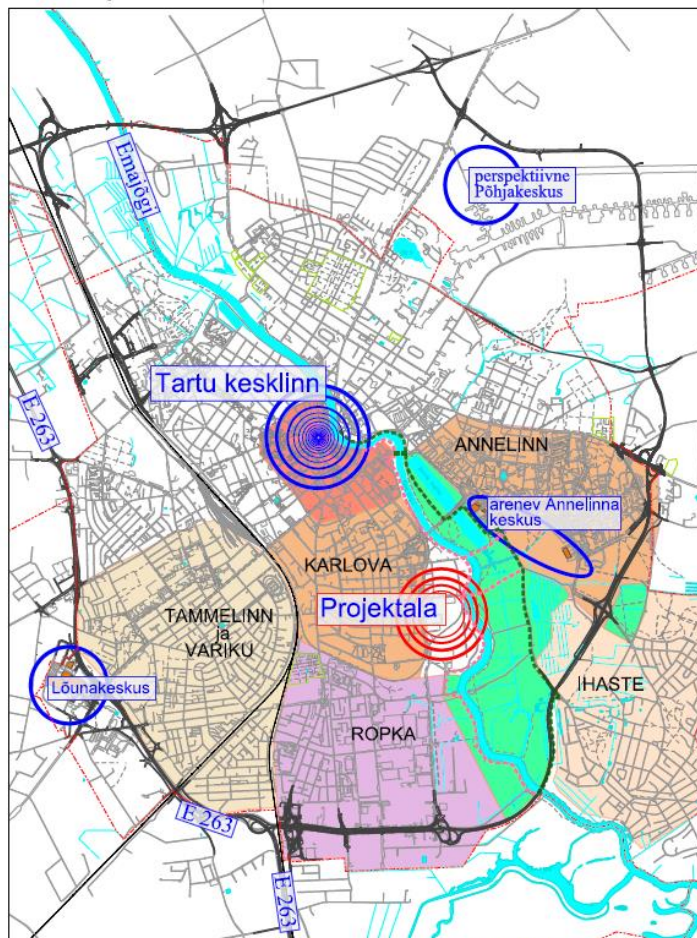 Emajõgi
perspektiivne
Põhjakeskus
Tartu kesklinn
E 263
ANNELINN
arenev Annelinna
keskus
KARLOVA
Projektala
TAMMELINN
ja
VARIKU
Lõunakeskus
IHASTE
ROPKA
E 263
E 263